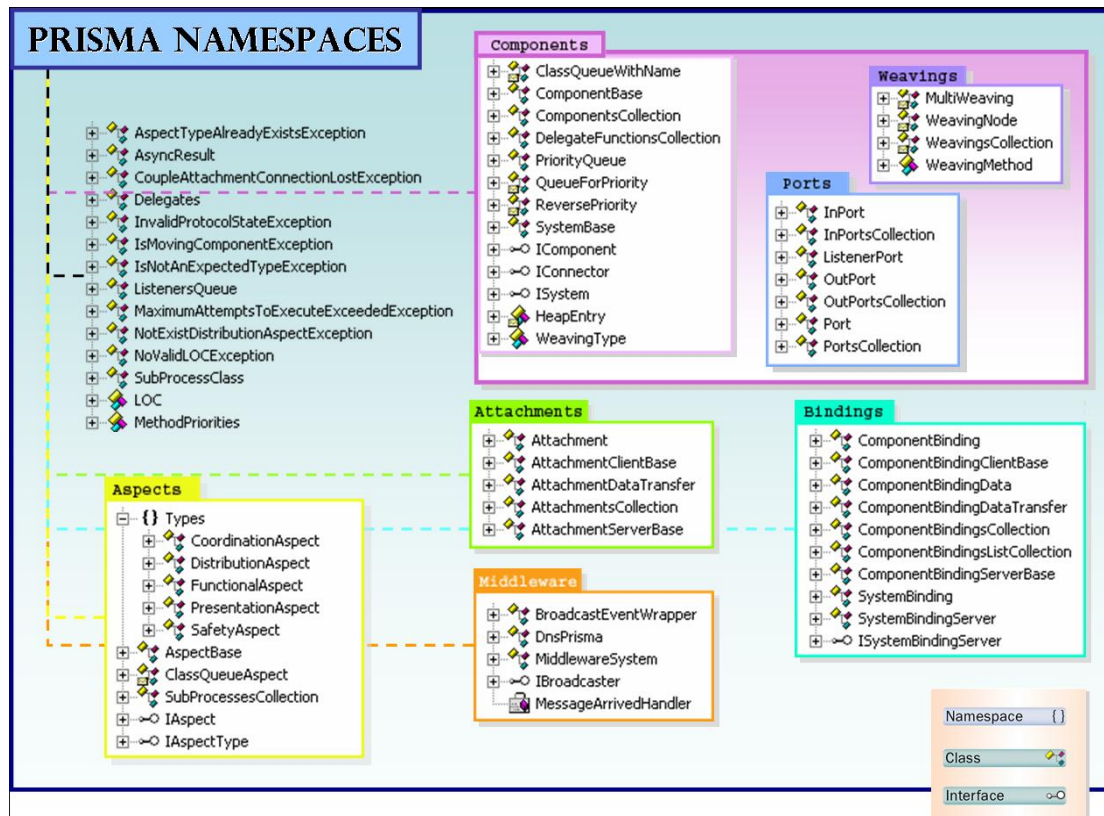 PRISMA NAMESPACES
AspectTypeAlreadyExistsException
AsyncResult
CoupleAttachmentConnectionLostException
Delegates
InvalidProtocolStateException
IsMovingComponentException
IsNotAnExpectedTypeException
ListenersQueue
MaximumAttemptsToExecuteExceededException
NotExistDistributionAspectException
NoValidLOCException
SubProcessClass
LOC
MethodPriorities
Components
ClassQueueWithName
ComponentBase
ComponentsCollection
DelegateFunctionsCollection
PriorityQueue
QueueForPriority
ReversePriority
SystemBase
IComponent
IConnector
ISystem
HeapEntry
WeavingType
Weavings
MultiWeaving
WeavingNode
WeavingsCollection
WeavingMethod
Ports
InPort
InPortsCollection
ListenerPort
OutPort
OutPortsCollection
Port
PortsCollection
Attachments
Attachment
AttachmentClientBase
AttachmentDataTransfer
AttachmentsCollection
AttachmentServerBase
Bindings
ComponentBinding
ComponentBindingClientBase
ComponentBindingData
ComponentBindingDataTransfer
ComponentBindingsCollection
ComponentBindingsListCollection
ComponentBindingServerBase
SystemBinding
SystemBindingServer
ISystemBindingServer
Aspects
{} Types
CoordinationAspect
DistributionAspect
FunctionalAspect
PresentationAspect
SafetyAspect
AspectBase
ClassQueueAspect
SubProcessesCollection
IAspect
IAspectType
Middleware
BroadcastEventWrapper
DnsPrisma
MiddlewareSystem
IBroadcaster
MessageArrivedHandler
Namespace {}
Class
Interface